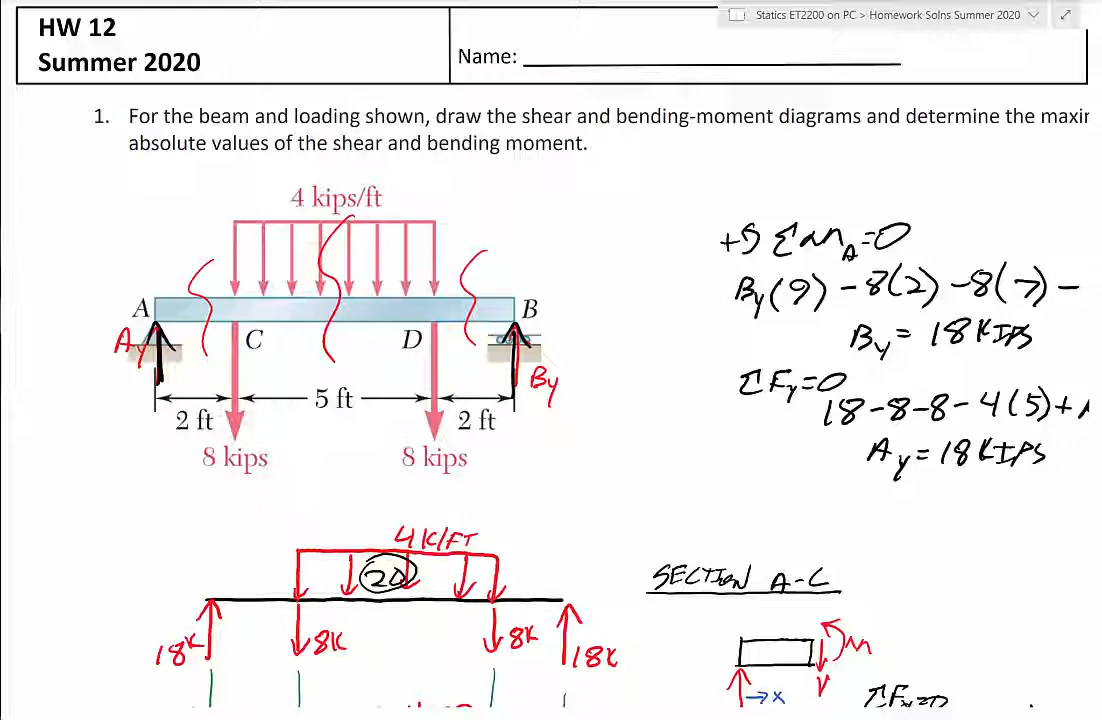 Statics ET2200 on PC > Homework Solns Summer 2020
HW 12
Summer 2020
Name:
1. For the beam and loading shown, draw the shear and bending-moment diagrams and determine the
absolute values of the shear and bending moment.
4 kips/ft
A
B
C
D
Ay
By
2 ft
5 ft
2 ft
8 kips
8 kips
+↺ ΣM_A=0
By(9) -8(2) -8(7) -
By = 18 KIPS
ΣFy=0
18-8-8-4(5)+
Ay=18 KIPS
4K/FT
20
18K
8K
8K
18K
SECTION A-C
M
V
→x